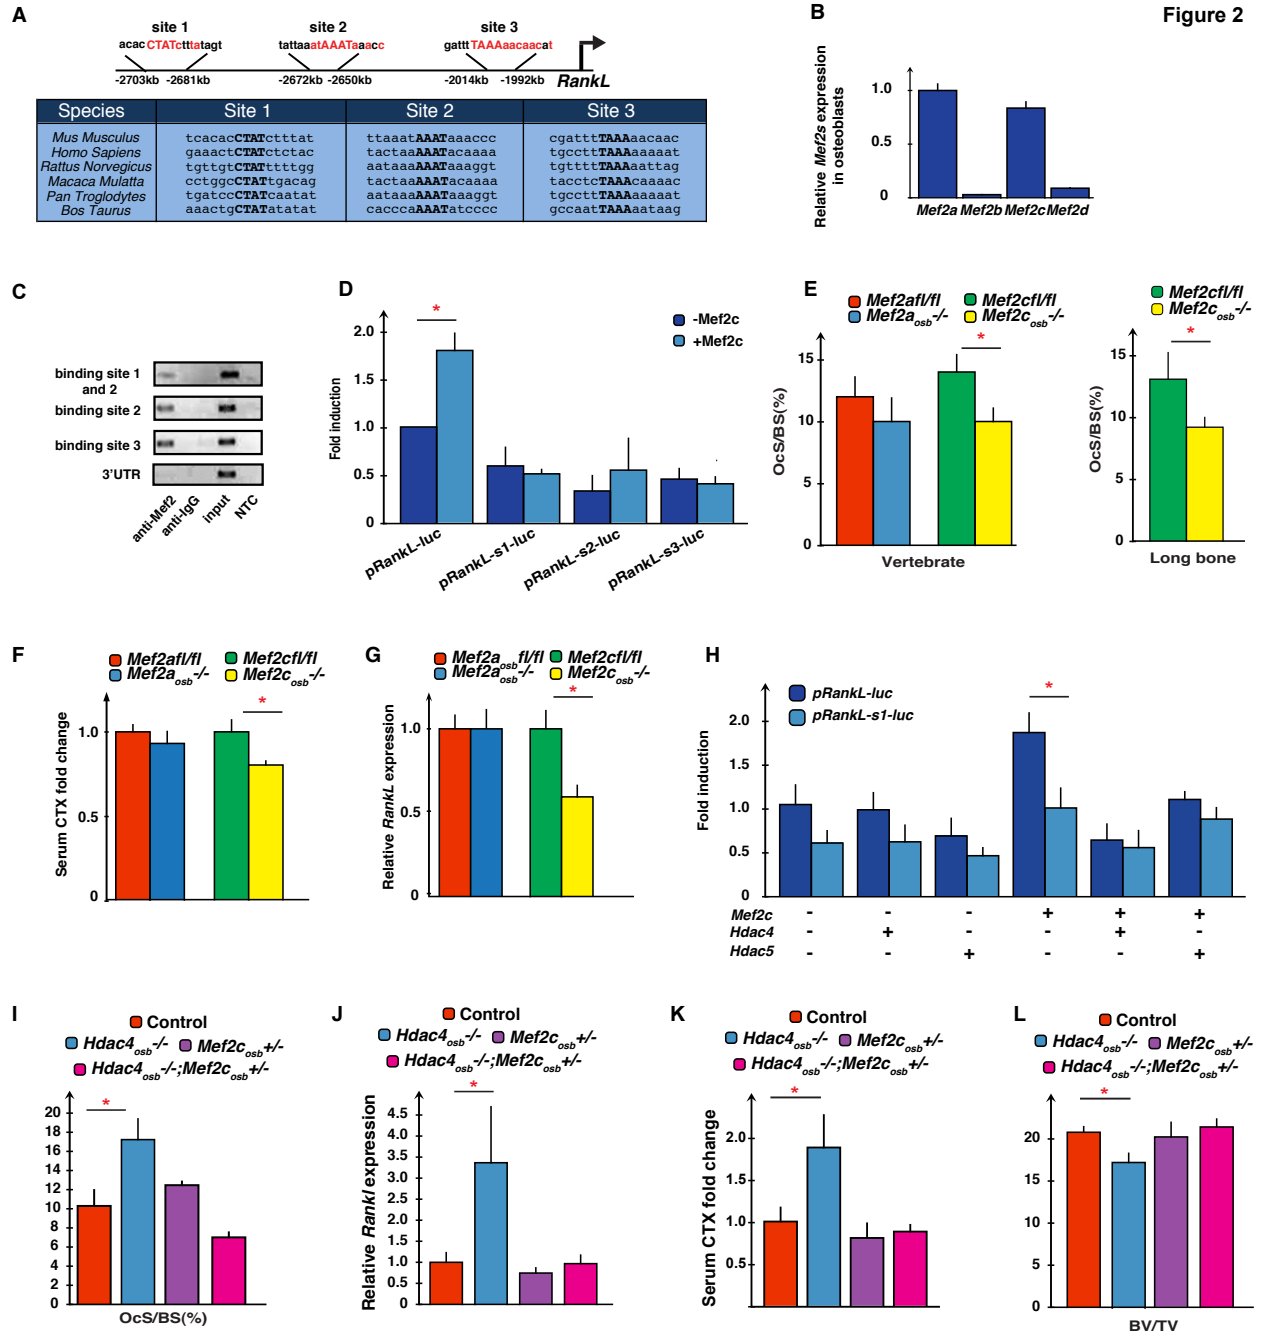 A
Figure 2
site 1 site 2 site 3
acacCTATctttatagt tattaaatAAATaaacc gatttTAAAaacaacat
-2703kb -2681kb -2672kb -2650kb -2014kb -1992kb RankL
Species Site 1 Site 2 Site 3
Mus Musculus tcacacCTATctttat ttaaatAAATaaaccc cgatttTAAAaacaac
Homo Sapiens gaaactCTATctctac tactaaAAATacaaaa tgccttTAAAaaaaat
Rattus Norvegicus tgttgtCTATttttgg aataaaAAATaaaggt tgttttTAAAaattag
Macaca Mulatta ccctggcCTATtgacag tactaaAAATacaaaa taccctcTAAAcaaaac
Pan Troglodytes tgatccCTATcaatat aataaaAAATaaaggt tgccttTAAAaaaaat
Bos Taurus aaactgCTATatatat cacccaAAATatcccc gccaatTAAAaaataag
B
Relative Mef2s expression
in osteoblasts
1.0
0.5
0
Mef2a Mef2b Mef2c Mef2d
C
binding site 1
and 2
binding site 2
binding site 3
3'UTR
anti-Mef2 anti-IgG input NTC
D
*
-Mef2c
+Mef2c
Fold induction
2.0
1.5
1.0
0.5
0
pRankL-luc pRankL-s1-luc pRankL-s2-luc pRankL-s3-luc
E
Mef2afl/fl Mef2cfl/fl
Mef2aosb-/- Mef2cosb-/-
*
OcS/BS(%)
15
10
5
0
Vertebrate
Mef2cfl/fl
Mef2cosb-/-
*
OcS/BS(%)
15
10
5
0
Long bone
F
Mef2afl/fl Mef2cfl/fl
Mef2aosb-/- Mef2cosb-/-
*
Serum CTX fold change
1.0
0.5
0
G
Mef2aosbfl/fl Mef2cfl/fl
Mef2aosb-/- Mef2cosb-/-
*
Relative RankL expression
1.0
0.5
0
H
pRankL-luc
pRankL-s1-luc
*
Fold induction
2.0
1.5
1.0
0.5
0
Mef2c - - - + + +
Hdac4 - + - - + -
Hdac5 - - + - - +
I
Control
Hdac4osb-/- Mef2cosb+/-
Hdac4osb-/-;Mef2cosb+/-
*
20
18
16
14
12
10
8
6
4
2
0
OcS/BS(%)
J
Control
Hdac4osb-/- Mef2cosb+/-
Hdac4osb-/-;Mef2cosb+/-
*
Relative Rankl expression
4.5
4.0
3.5
3.0
2.5
2.0
1.5
1.0
0.5
0
K
Control
Hdac4osb-/- Mef2cosb+/-
Hdac4osb-/-;Mef2cosb+/-
*
Serum CTX fold change
2.0
1.5
1.0
0.5
L
Control
Hdac4osb-/- Mef2cosb+/-
Hdac4osb-/-;Mef2cosb+/-
*
20
15
10
5
0
BV/TV